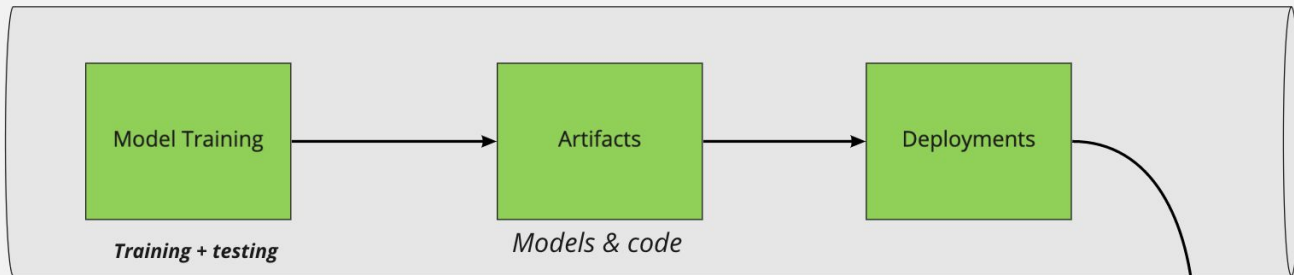 Model Training
Artifacts
Deployments
Training + testing
Models & code